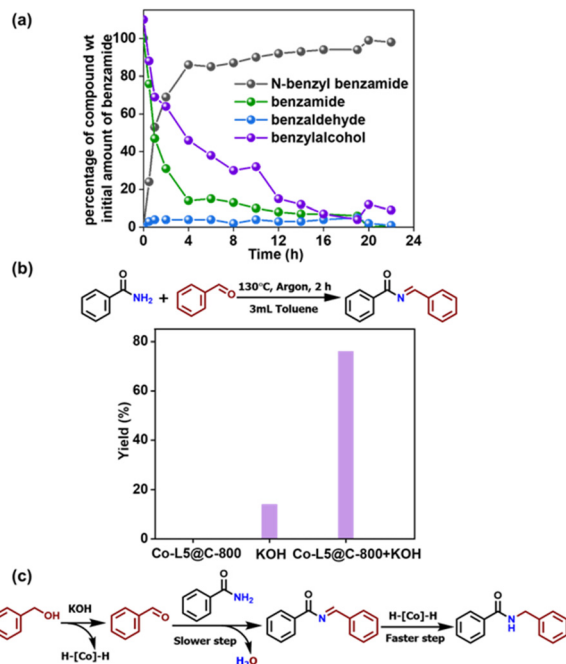 (a)
percentage of compound wt
initial amount of benzamide
100
80
60
40
20
0
N-benzyl benzamide
benzamide
benzaldehyde
benzylalcohol
0 4 8 12 16 20 24
Time (h)
(b)
O
NH₂
+
O
130°C, Argon, 2 h
3mL Toluene
O
N
80
60
40
20
0
Yield (%)
Co-L5@C-800 KOH Co-L5@C-800+KOH
(c)
OH
KOH
H-[Co]-H
O
O
NH₂
Slower step
H₂O
O
N
H-[Co]-H
Faster step
O
N
H